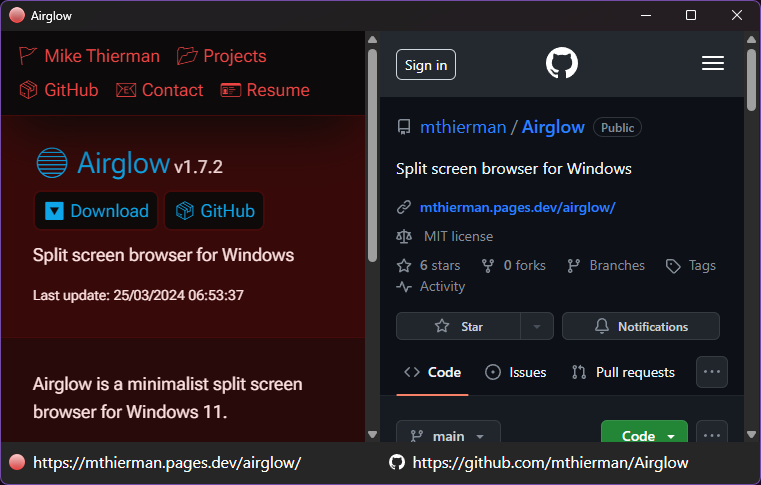 Airglow
Mike Thierman Projects
GitHub Contact Resume
Airglow v1.7.2
Download GitHub
Split screen browser for Windows
Last update: 25/03/2024 06:53:37
Airglow is a minimalist split screen
browser for Windows 11.
https://mthierman.pages.dev/airglow/
Sign in
mthierman / Airglow Public
Split screen browser for Windows
mthierman.pages.dev/airglow/
MIT license
6 stars 0 forks Branches Tags
Activity
Star Notifications
Code Issues Pull requests
main Code
https://github.com/mthierman/Airglow